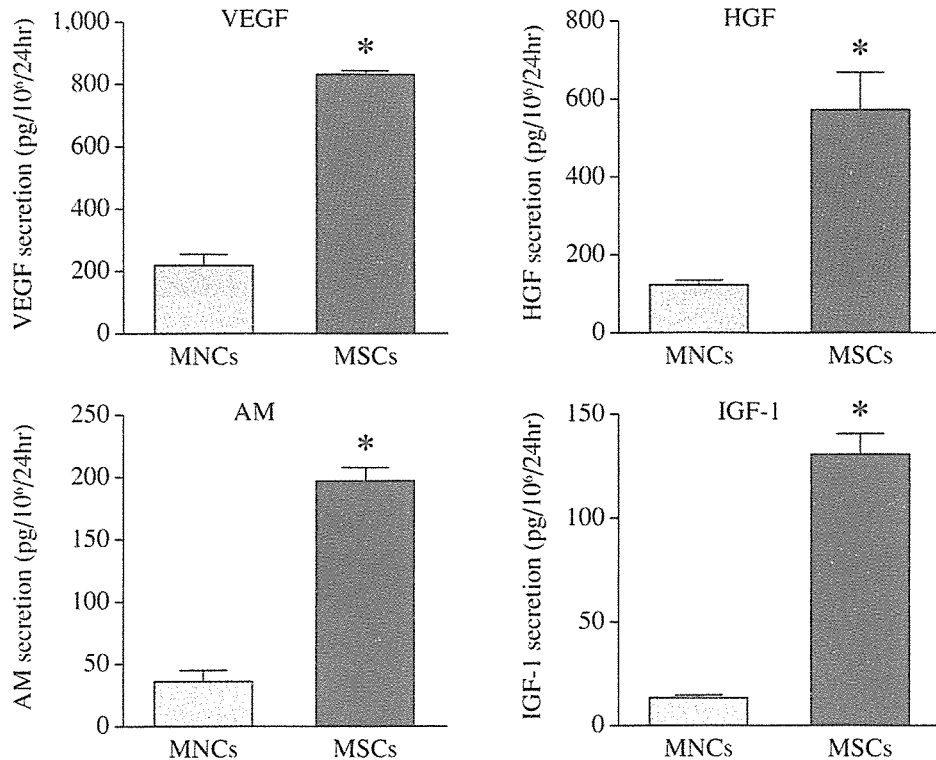 VEGF
VEGF secretion (pg/10⁶/24hr)
1,000
800
600
400
200
0
*
MNCs
MSCs
HGF
HGF secretion (pg/10⁶/24hr)
800
600
400
200
0
*
MNCs
MSCs
AM
AM secretion (pg/10⁶/24hr)
250
200
150
100
50
0
*
MNCs
MSCs
IGF-1
IGF-1 secretion (pg/10⁶/24hr)
150
100
50
0
*
MNCs
MSCs